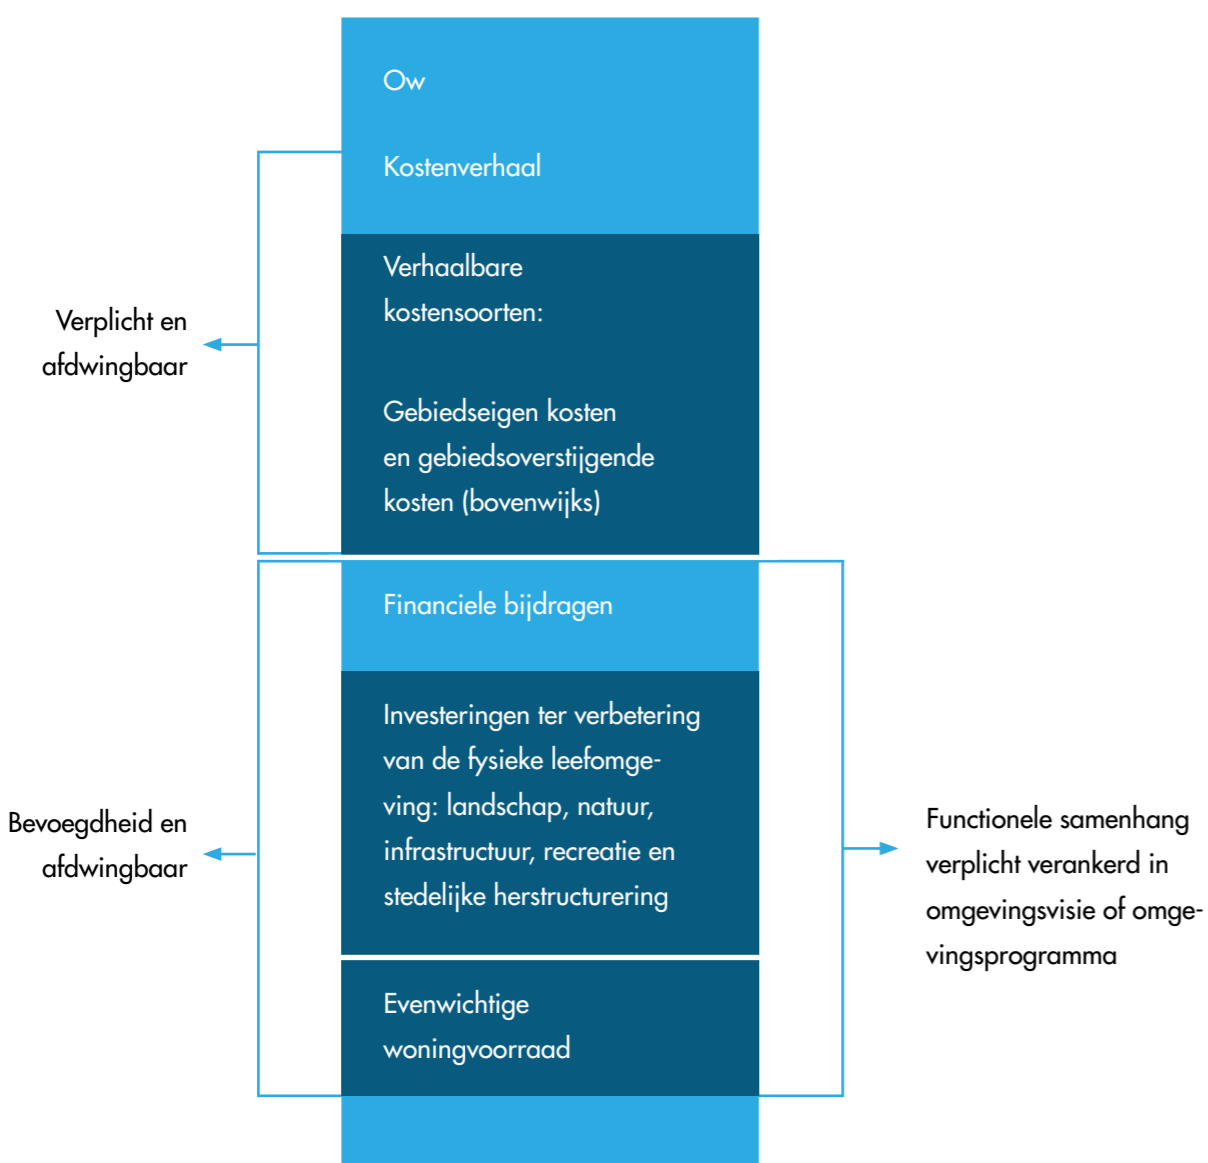 Ow
Kostenverhaal
Verhaalbare
kostensoorten:
Gebiedseigen kosten
en gebiedsoverstijgende
kosten (bovenwijks)
Verplicht en
afdwingbaar
Financiele bijdragen
Investeringen ter verbetering
van de fysieke leefomge-
ving: landschap, natuur,
infrastructuur, recreatie en
stedelijke herstructurering
Evenwichtige
woningvoorraad
Bevoegdheid en
afdwingbaar
Functionele samenhang
verplicht verankerd in
omgevingsvisie of omge-
vingsprogramma